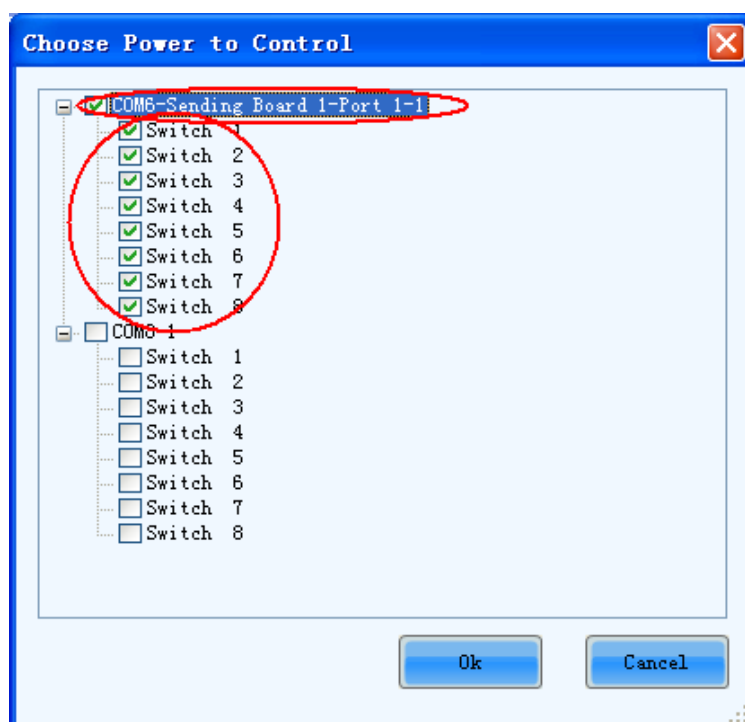 Choose Power to Control
COM6-Sending Board 1-Port 1-1
Switch 1
Switch 2
Switch 3
Switch 4
Switch 5
Switch 6
Switch 7
Switch 8
1
Switch 1
Switch 2
Switch 3
Switch 4
Switch 5
Switch 6
Switch 7
Switch 8
Ok
Cancel